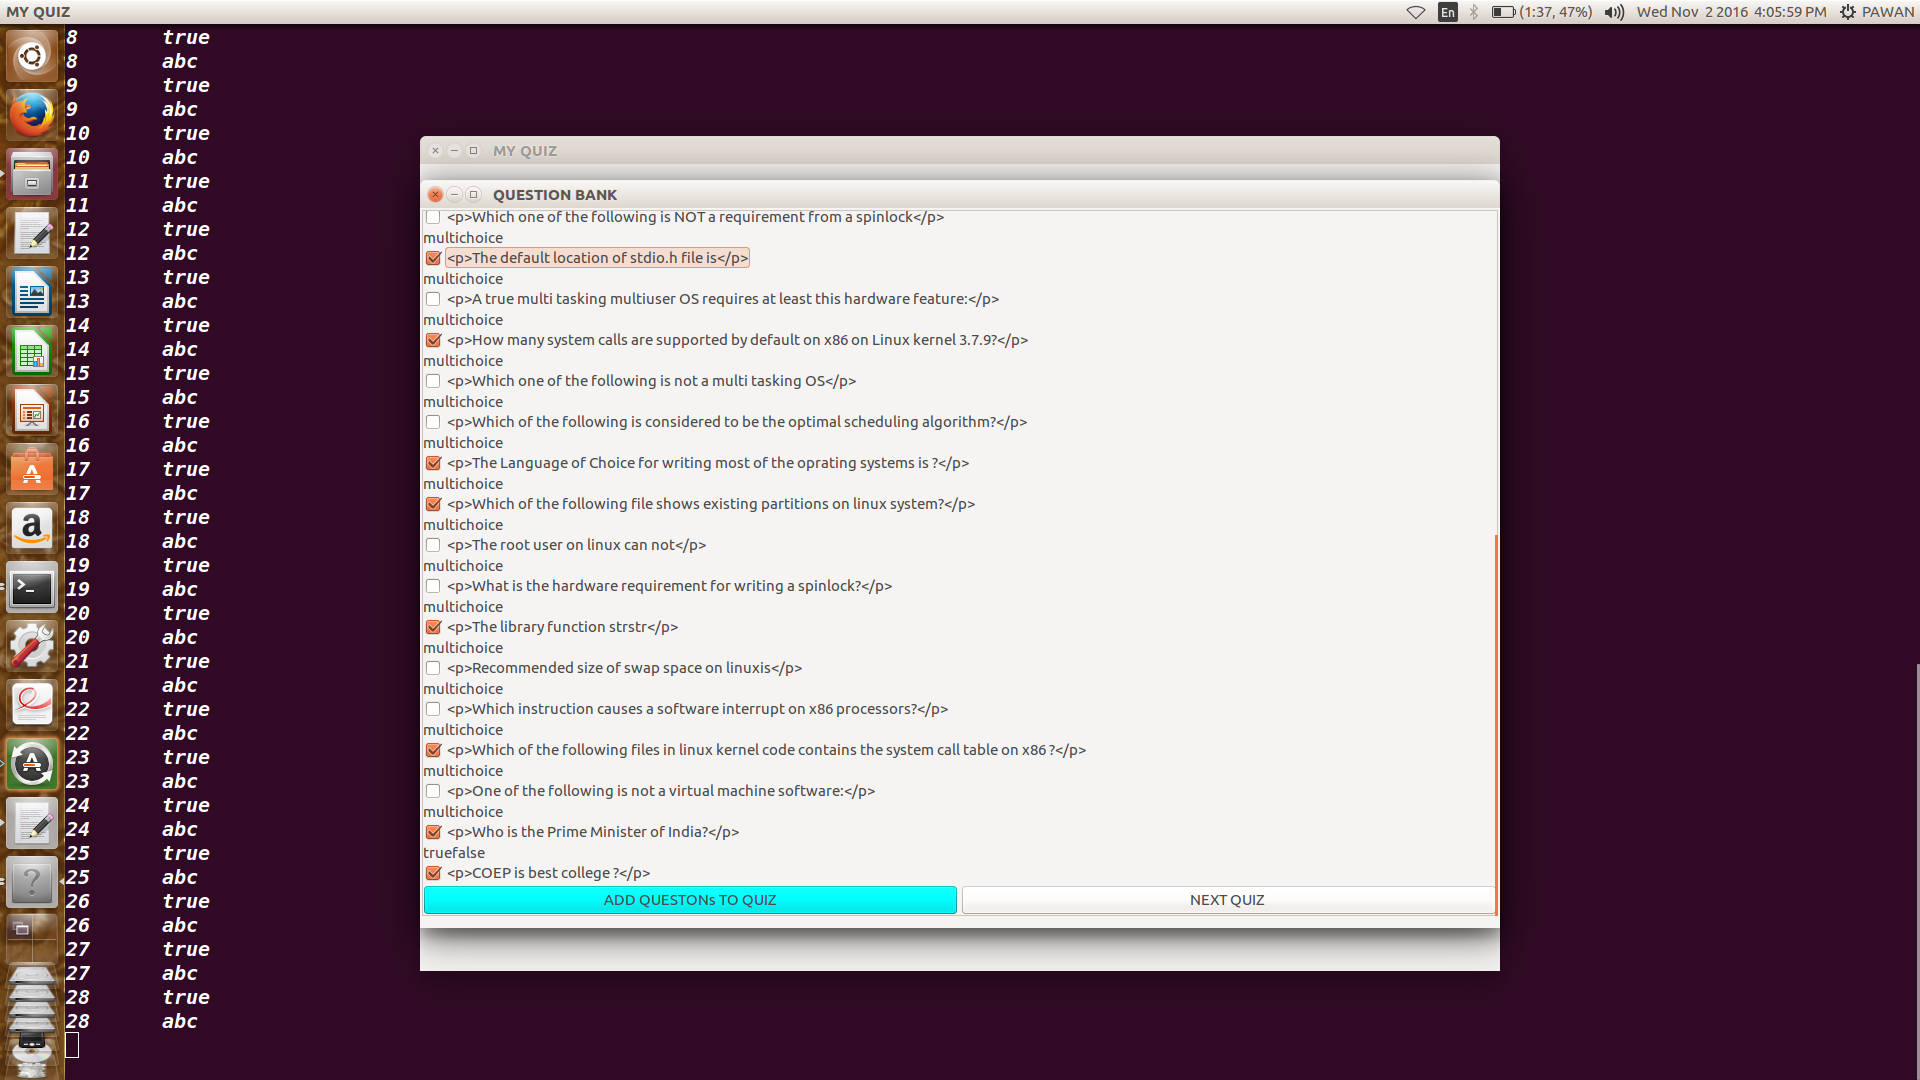 MY QUIZ
En
(1:37, 47%)
Wed Nov 2 2016 4:05:59 PM
PAWAN
8 true
8 abc
9 true
9 abc
10 true
10 abc
11 true
11 abc
12 true
12 abc
13 true
13 abc
14 true
14 abc
15 true
15 abc
16 true
16 abc
17 true
17 abc
18 true
18 abc
19 true
19 abc
20 true
20 abc
21 true
21 abc
22 true
22 abc
23 true
23 abc
24 true
24 abc
25 true
25 abc
26 true
26 abc
27 true
27 abc
28 true
28 abc
MY QUIZ
QUESTION BANK
<p>Which one of the following is NOT a requirement from a spinlock</p>
multichoice
<p>The default location of stdio.h file is</p>
multichoice
<p>A true multi tasking multiuser OS requires at least this hardware feature:</p>
multichoice
<p>How many system calls are supported by default on x86 on Linux kernel 3.7.9?</p>
multichoice
<p>Which one of the following is not a multi tasking OS</p>
multichoice
<p>Which of the following is considered to be the optimal scheduling algorithm?</p>
multichoice
<p>The Language of Choice for writing most of the oprating systems is ?</p>
multichoice
<p>Which of the following file shows existing partitions on linux system?</p>
multichoice
<p>The root user on linux can not</p>
multichoice
<p>What is the hardware requirement for writing a spinlock?</p>
multichoice
<p>The library function strstr</p>
multichoice
<p>Recommended size of swap space on linuxis</p>
multichoice
<p>Which instruction causes a software interrupt on x86 processors?</p>
multichoice
<p>Which of the following files in linux kernel code contains the system call table on x86 ?</p>
multichoice
<p>One of the following is not a virtual machine software:</p>
multichoice
<p>Who is the Prime Minister of India?</p>
truefalse
<p>COEP is best college ?</p>
ADD QUESTONs TO QUIZ
NEXT QUIZ